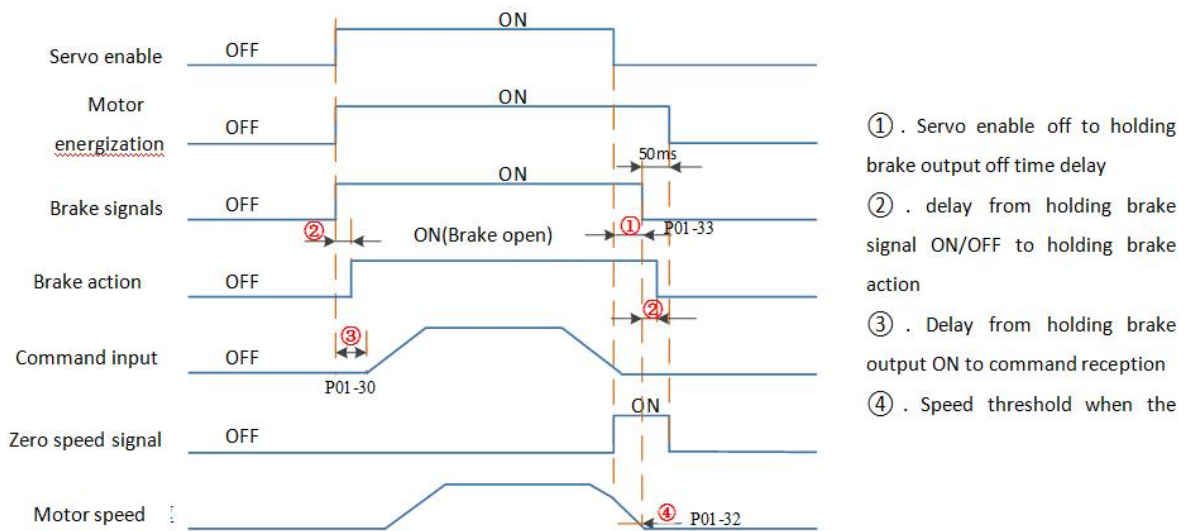 ON
Servo enable
OFF
Motor
energization
OFF
ON
50ms
Brake signals
OFF
ON
②
ON(Brake open)
①
P01-33
Brake action
OFF
②
③
Command input
OFF
P01-30
ON
Zero speed signal
OFF
Motor speed
④
P01-32
①. Servo enable off to holding
brake output off time delay
②. delay from holding brake
signal ON/OFF to holding brake
action
③. Delay from holding brake
output ON to command reception
④. Speed threshold when the